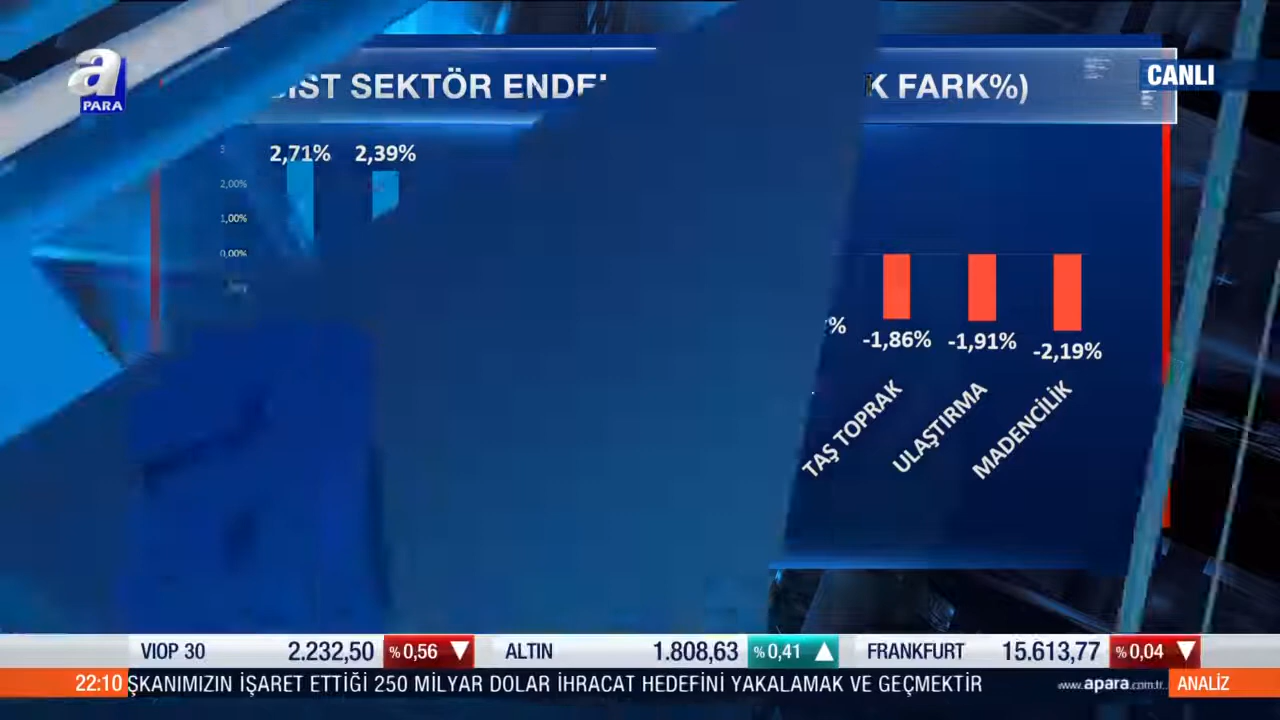 a
PARA
SEKTÖR
FARK%)
CANLI
2,71% 2,39%
2,00%
1,00%
0,00%
-1,86% -1,91% -2,19%
TAŞ TOPRAK
ULAŞTIRMA
MADENCİLİK
VIOP 30 2.232,50 %0,56 ALTIN 1.808,63 %0,41 FRANKFURT 15.613,77 %0,04
22:10 ŞKANIMIZIN İŞARET ETTİĞİ 250 MİLYAR DOLAR İHRACAT HEDEFİNİ YAKALAMAK VE GEÇMEKTİR www.apara.com.tr ANALİZ